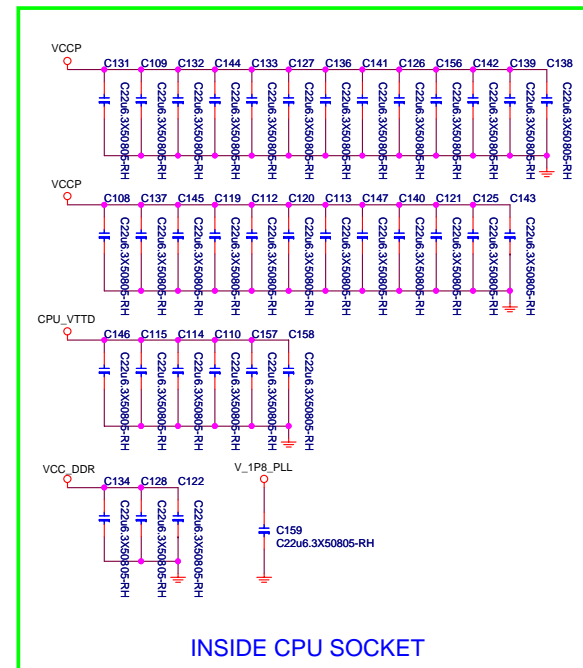 VCCP
C131 C109 C132 C144 C133 C127 C136 C141 C126 C156 C142 C139 C138
C22u6.3X50805-RH C22u6.3X50805-RH C22u6.3X50805-RH C22u6.3X50805-RH C22u6.3X50805-RH C22u6.3X50805-RH C22u6.3X50805-RH C22u6.3X50805-RH C22u6.3X50805-RH C22u6.3X50805-RH C22u6.3X50805-RH C22u6.3X50805-RH C22u6.3X50805-RH
VCCP
C108 C137 C145 C119 C112 C120 C113 C147 C140 C121 C125 C143
C22u6.3X50805-RH C22u6.3X50805-RH C22u6.3X50805-RH C22u6.3X50805-RH C22u6.3X50805-RH C22u6.3X50805-RH C22u6.3X50805-RH C22u6.3X50805-RH C22u6.3X50805-RH C22u6.3X50805-RH C22u6.3X50805-RH C22u6.3X50805-RH
CPU_VTTD
C146 C115 C114 C110 C157 C158
C22u6.3X50805-RH C22u6.3X50805-RH C22u6.3X50805-RH C22u6.3X50805-RH C22u6.3X50805-RH C22u6.3X50805-RH
VCC_DDR
C134 C128 C122
C22u6.3X50805-RH C22u6.3X50805-RH C22u6.3X50805-RH
V_1P8_PLL
C159
C22u6.3X50805-RH
INSIDE CPU SOCKET